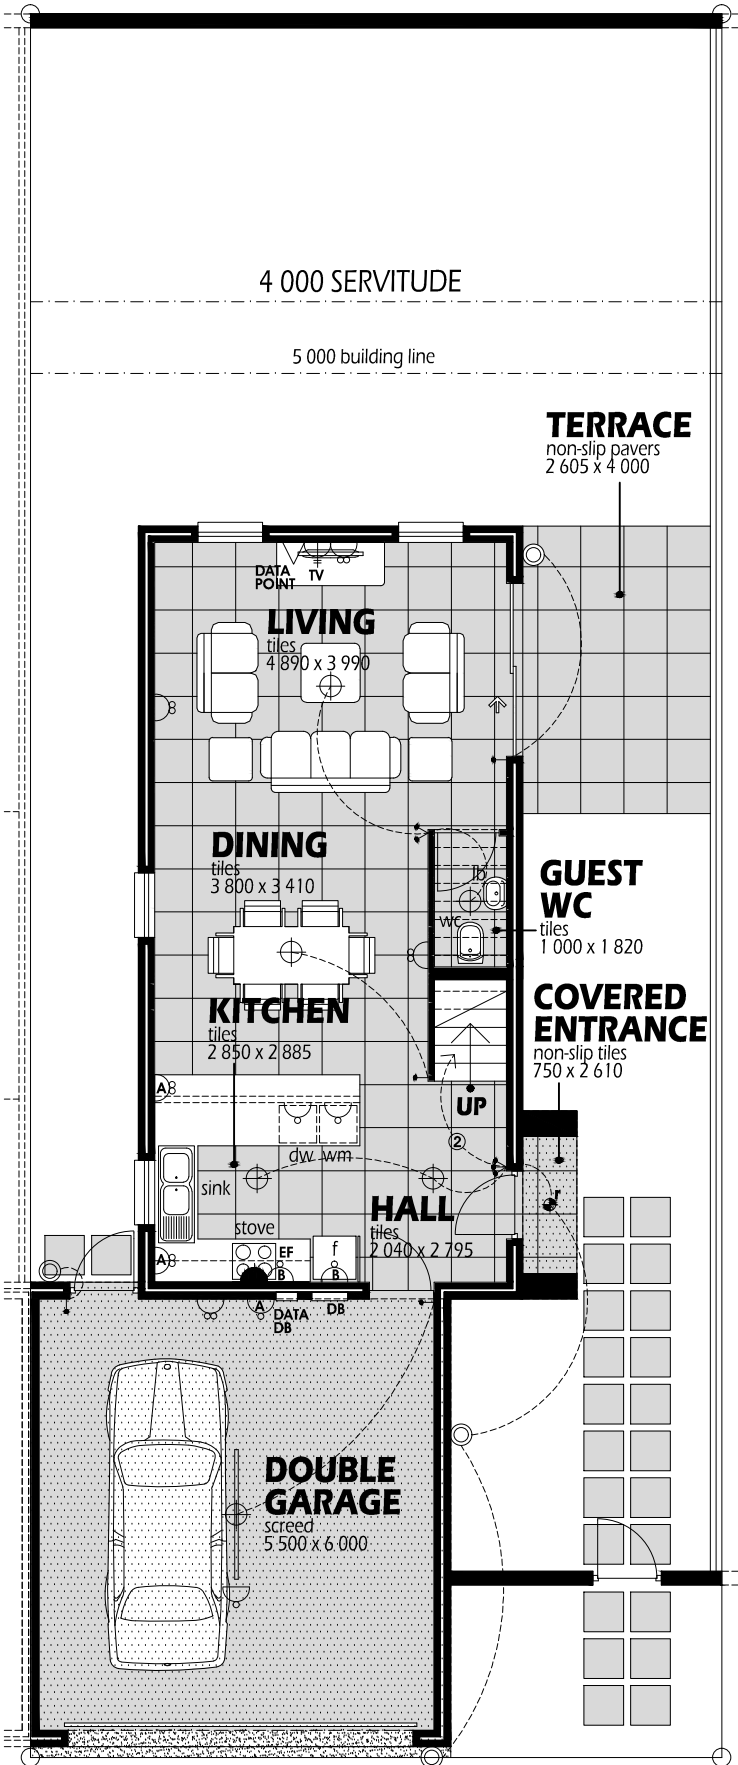 4 000 SERVITUDE
5 000 building line
TERRACE
non-slip pavers
2 605 x 4 000
DATA
POINT
TV
LIVING
tiles
4 890 x 3 990
DINING
tiles
3 800 x 3 410
lb
wc
GUEST
WC
tiles
1 000 x 1 820
KITCHEN
tiles
2 850 x 2 885
COVERED
ENTRANCE
non-slip tiles
750 x 2 610
A
UP
2
dw wm
sink
stove
HALL
tiles
2 040 x 2 795
r
A
EF
B
f
B
A
DATA
DB
DB
DOUBLE
GARAGE
screed
5 500 x 6 000